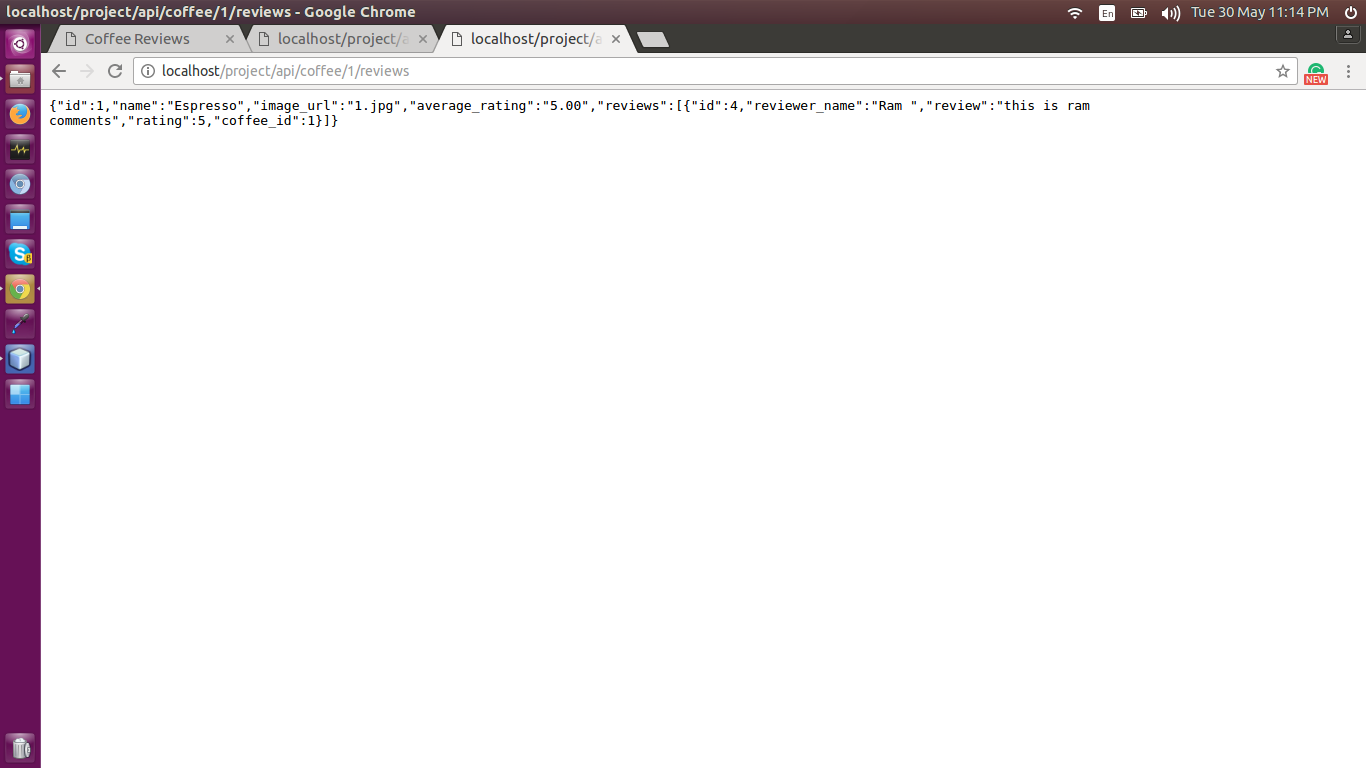 localhost/project/api/coffee/1/reviews - Google Chrome
En
Tue 30 May 11:14 PM
Coffee Reviews
localhost/project/a
localhost/project/a
localhost/project/api/coffee/1/reviews
NEW
{"id":1,"name":"Espresso","image_url":"1.jpg","average_rating":"5.00","reviews":[{"id":4,"reviewer_name":"Ram ","review":"this is ram
comments","rating":5,"coffee_id":1}]}